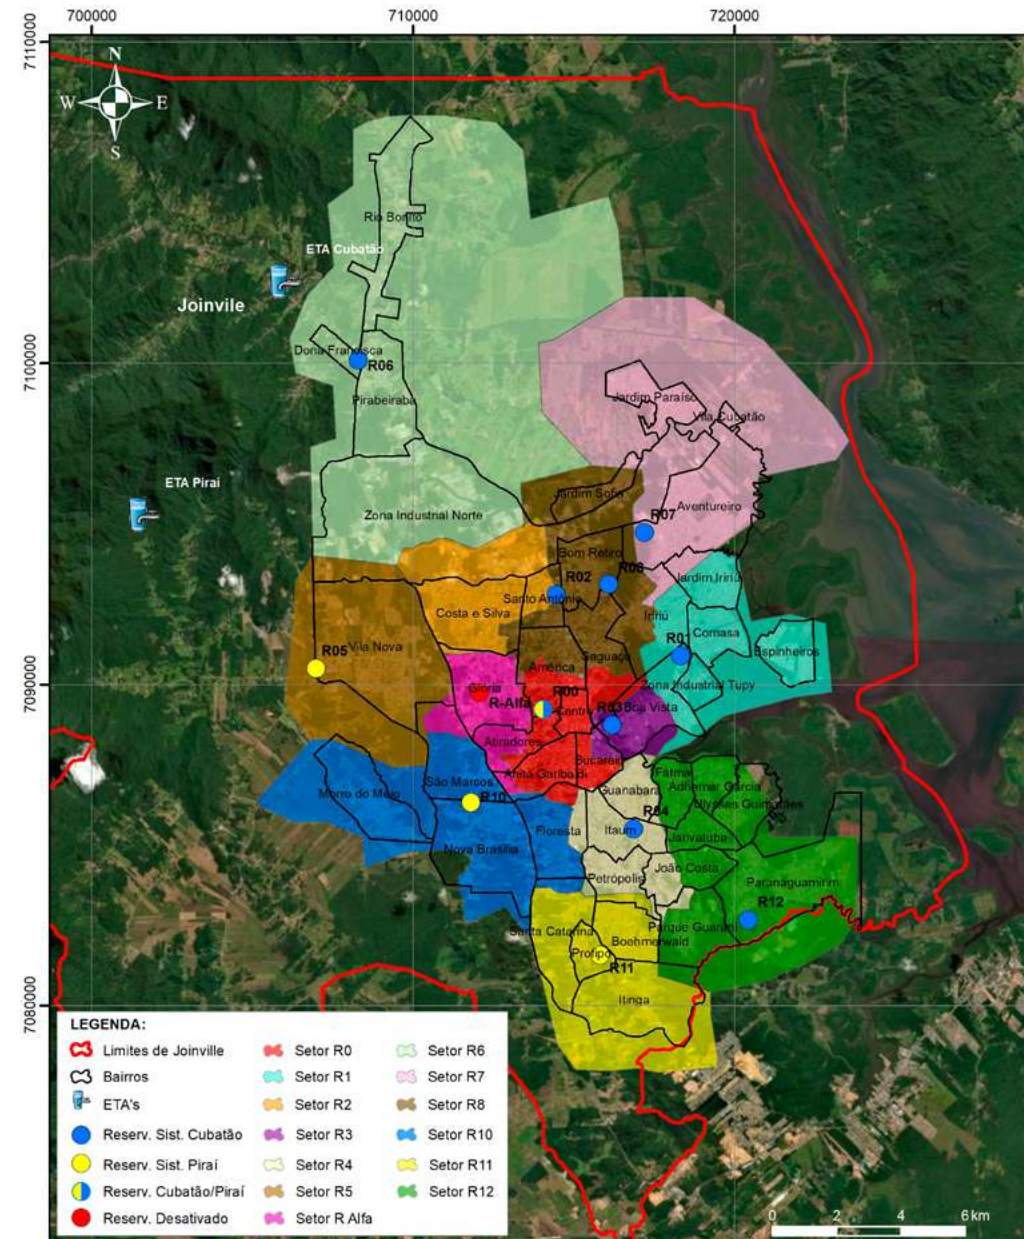 700000
710000
720000
7110000
N
W
E
S
Rio Bonito
ETA Cubatão
Joinvile
Dona Francisca
R06
7100000
Pirabeiraba
Jardim Paraíso
Vila Cubatão
ETA Piraí
Jardim Sofia
Aventureiro
Zona Industrial Norte
R07
Bom Retiro
R08
R02
Jardim Iririú
Santo Antônio
Costa e Silva
Iririú
Comasa
R05
Vila Nova
Saguaçu
Espinheiros
América
7090000
Glória
R00
Zona Industrial Tupy
R-Alfa
Centro
R03
Boa Vista
Atiradores
Bucarein
Anita Garibaldi
Fátima
São Marcos
Guanabara
Adhemar Garcia
Morro do Meio
R10
Ulysses Guimarães
R04
Floresta
Itaum
Jarivatuba
Nova Brasília
João Costa
Petrópolis
Paranaguamirim
R12
Santa Catarina
Parque Guarani
Boehmerwald
Profipo
R11
Itinga
7080000
LEGENDA:
Limites de Joinville
Bairros
ETA's
Reserv. Sist. Cubatão
Reserv. Sist. Piraí
Reserv. Cubatão/Piraí
Reserv. Desativado
Setor R0
Setor R1
Setor R2
Setor R3
Setor R4
Setor R5
Setor R Alfa
Setor R6
Setor R7
Setor R8
Setor R10
Setor R11
Setor R12
0 2 4 6 km